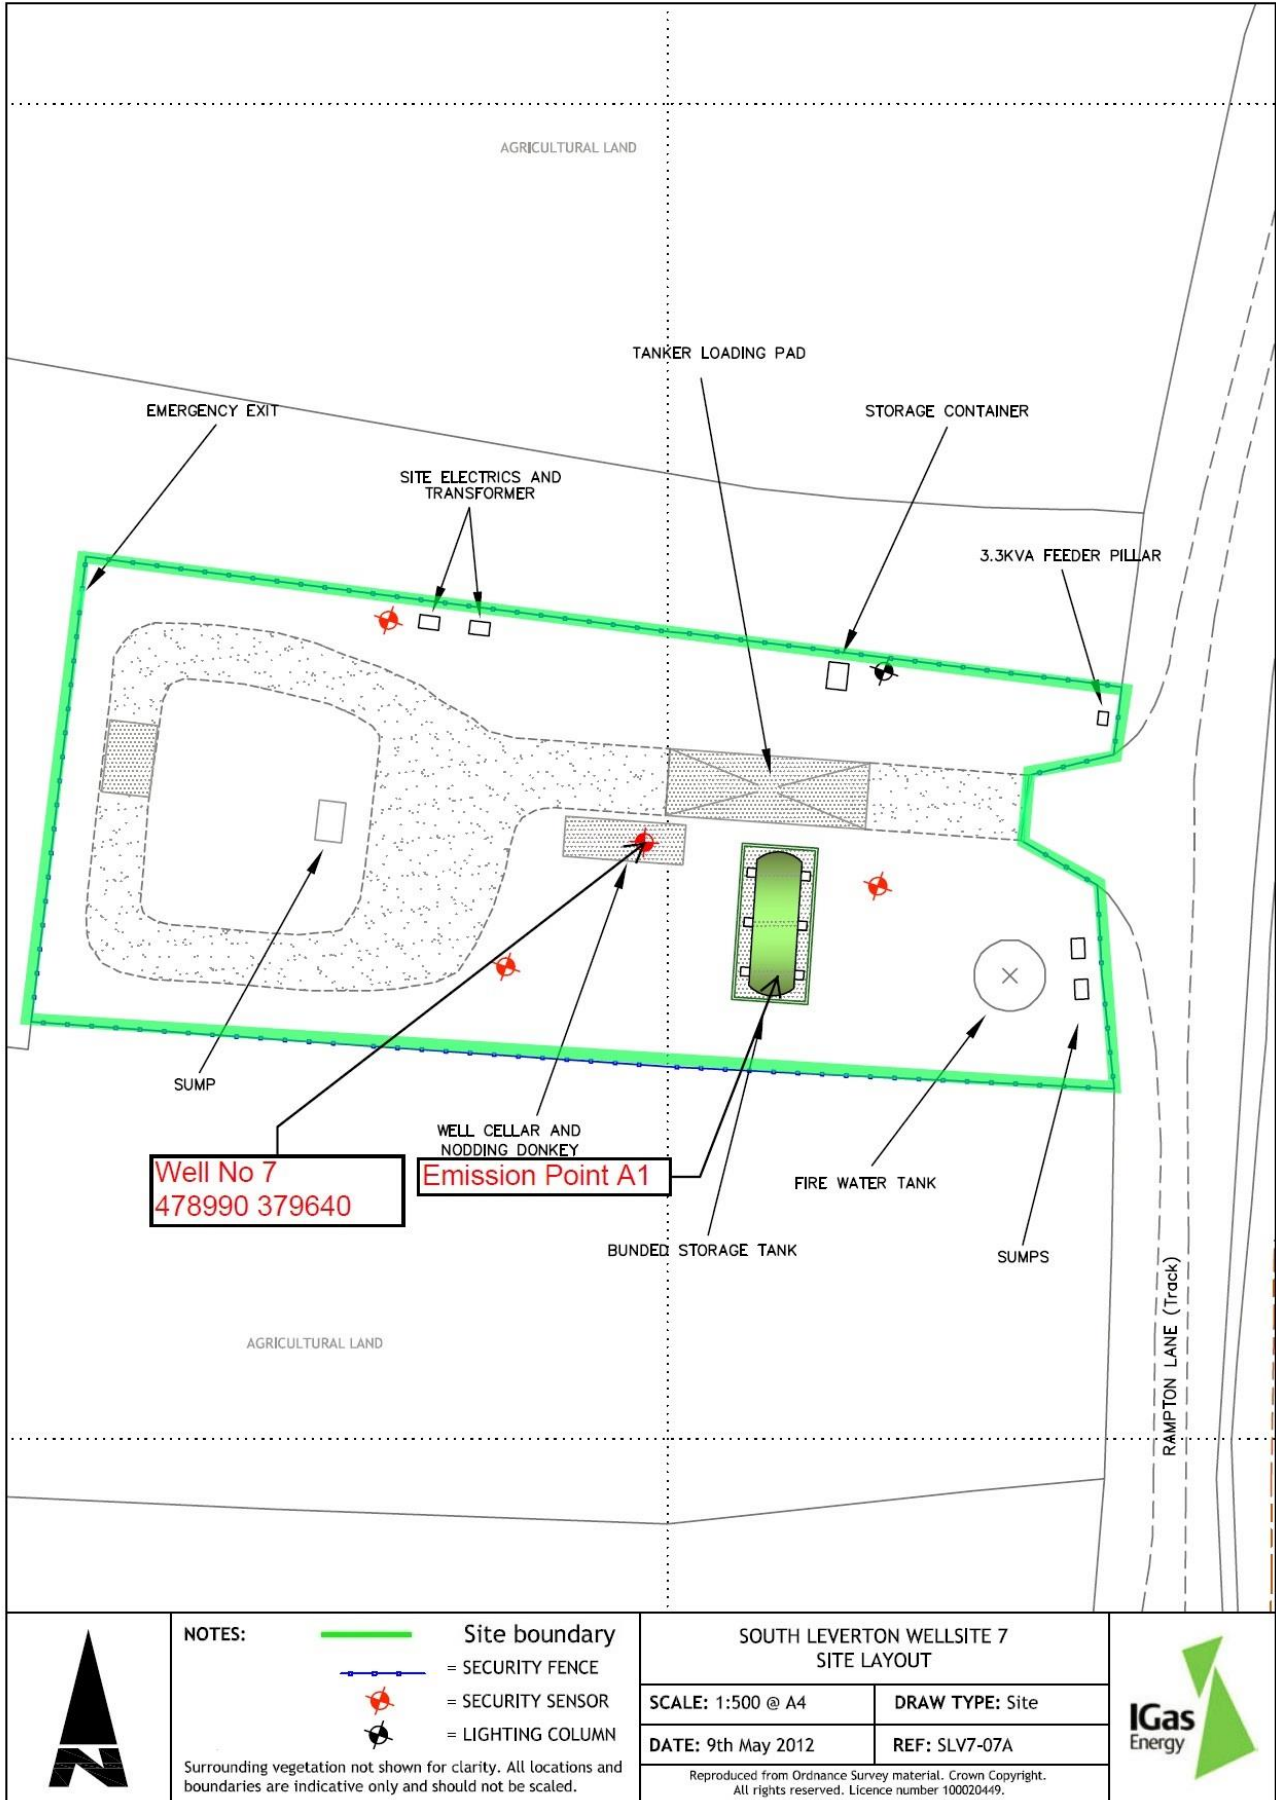 AGRICULTURAL LAND
TANKER LOADING PAD
EMERGENCY EXIT
STORAGE CONTAINER
SITE ELECTRICS AND
TRANSFORMER
3.3KVA FEEDER PILLAR
SUMP
WELL CELLAR AND
NODDING DONKEY
Well No 7
478990 379640
Emission Point A1
FIRE WATER TANK
BUNDED STORAGE TANK
SUMPS
RAMPTON LANE (Track)
AGRICULTURAL LAND
N
NOTES:
Site boundary
= SECURITY FENCE
= SECURITY SENSOR
= LIGHTING COLUMN
Surrounding vegetation not shown for clarity. All locations and
boundaries are indicative only and should not be scaled.
SOUTH LEVERTON WELLSITE 7
SITE LAYOUT
SCALE: 1:500 @ A4
DRAW TYPE: Site
DATE: 9th May 2012
REF: SLV7-07A
Reproduced from Ordnance Survey material. Crown Copyright.
All rights reserved. Licence number 100020449.
IGas
Energy